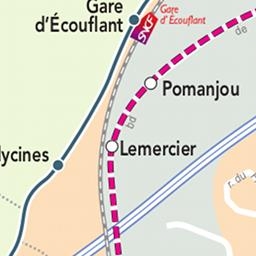 Gare
d'Écouflant
SNCF
Gare
d'Écouflant
de
Pomanjou
bd
Lemercier
lycines
r. du